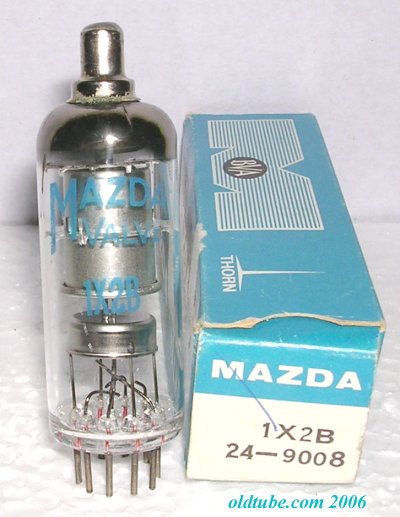 MAZDA
VALVE
1X2B
BVA
THORN
MAZDA
1X2B
24-9008
oldtube.com 2006